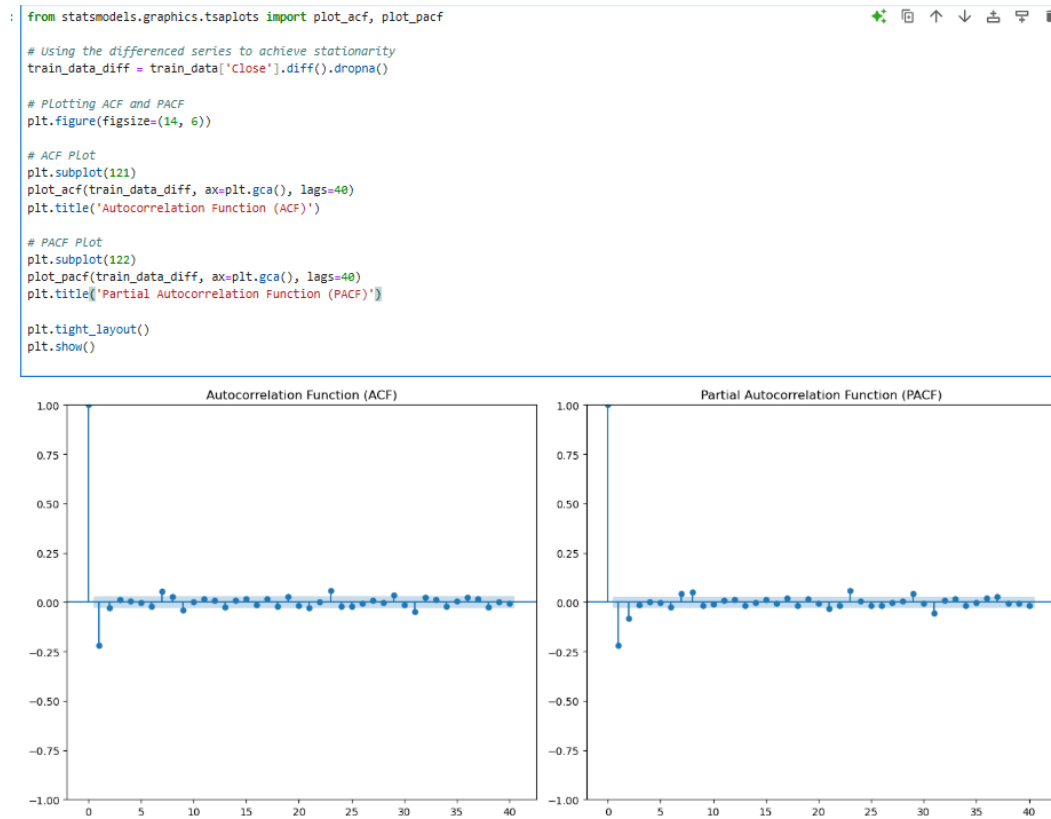 :
from statsmodels.graphics.tsaplots import plot_acf, plot_pacf
# Using the differenced series to achieve stationarity
train_data_diff = train_data['Close'].diff().dropna()
# Plotting ACF and PACF
plt.figure(figsize=(14, 6))
# ACF Plot
plt.subplot(121)
plot_acf(train_data_diff, ax=plt.gca(), lags=40)
plt.title('Autocorrelation Function (ACF)')
# PACF Plot
plt.subplot(122)
plot_pacf(train_data_diff, ax=plt.gca(), lags=40)
plt.title('Partial Autocorrelation Function (PACF)')
plt.tight_layout()
plt.show()
Autocorrelation Function (ACF)
1.00
0.75
0.50
0.25
0.00
−0.25
−0.50
−0.75
−1.00
0 5 10 15 20 25 30 35 40
Partial Autocorrelation Function (PACF)
1.00
0.75
0.50
0.25
0.00
−0.25
−0.50
−0.75
−1.00
0 5 10 15 20 25 30 35 40